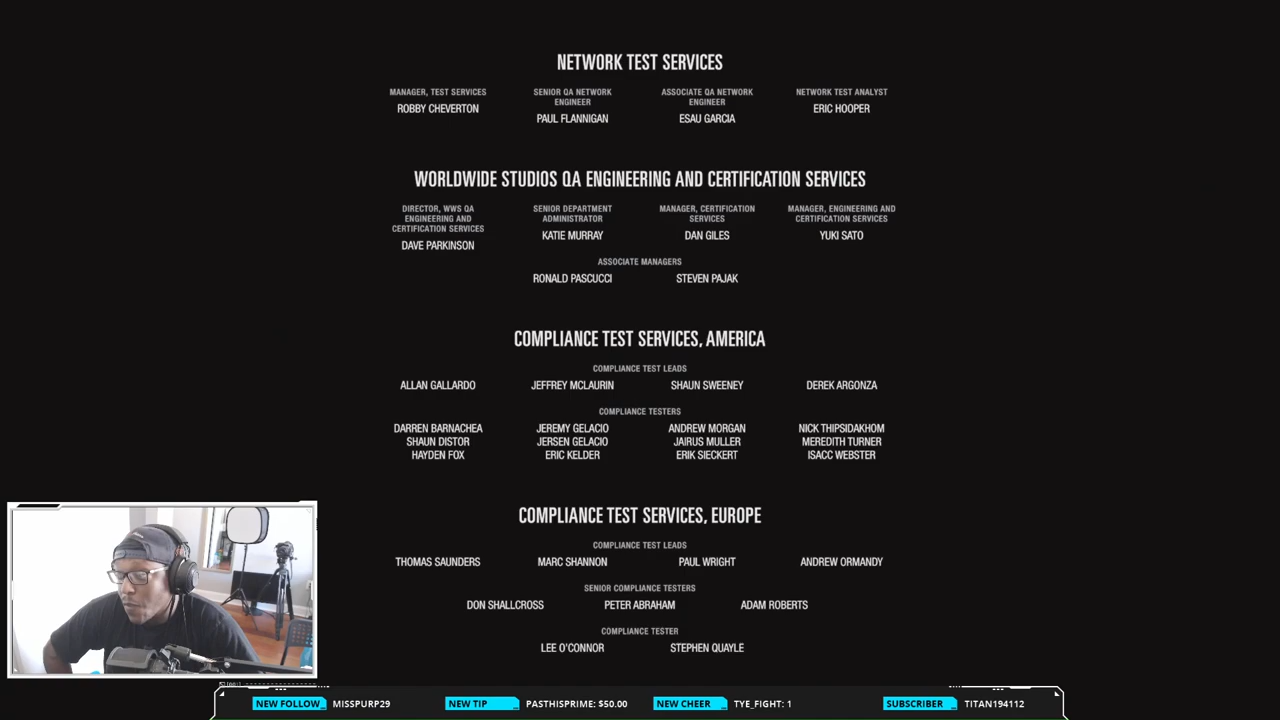 NETWORK TEST SERVICES
MANAGER, TEST SERVICES
ROBBY CHEVERTON
SENIOR QA NETWORK
ENGINEER
PAUL FLANNIGAN
ASSOCIATE QA NETWORK
ENGINEER
ESAU GARCIA
NETWORK TEST ANALYST
ERIC HOOPER
WORLDWIDE STUDIOS QA ENGINEERING AND CERTIFICATION SERVICES
DIRECTOR, WWS QA
ENGINEERING AND
CERTIFICATION SERVICES
DAVE PARKINSON
SENIOR DEPARTMENT
ADMINISTRATOR
KATIE MURRAY
MANAGER, CERTIFICATION
SERVICES
DAN GILES
MANAGER, ENGINEERING AND
CERTIFICATION SERVICES
YUKI SATO
ASSOCIATE MANAGERS
RONALD PASCUCCI STEVEN PAJAK
COMPLIANCE TEST SERVICES, AMERICA
COMPLIANCE TEST LEADS
ALLAN GALLARDO JEFFREY MCLAURIN SHAUN SWEENEY DEREK ARGONZA
COMPLIANCE TESTERS
DARREN BARNACHEA JEREMY GELACIO ANDREW MORGAN NICK THIPSIDAKHOM
SHAUN DISTOR JERSEN GELACIO JAIRUS MULLER MEREDITH TURNER
HAYDEN FOX ERIC KELDER ERIK SIECKERT ISACC WEBSTER
COMPLIANCE TEST SERVICES, EUROPE
COMPLIANCE TEST LEADS
THOMAS SAUNDERS MARC SHANNON PAUL WRIGHT ANDREW ORMANDY
SENIOR COMPLIANCE TESTERS
DON SHALLCROSS PETER ABRAHAM ADAM ROBERTS
COMPLIANCE TESTER
LEE O'CONNOR STEPHEN QUAYLE
NEW FOLLOW MISSPURP29 NEW TIP PASTHISPRIME: $50.00 NEW CHEER TYE_FIGHT: 1 SUBSCRIBER TITAN194112